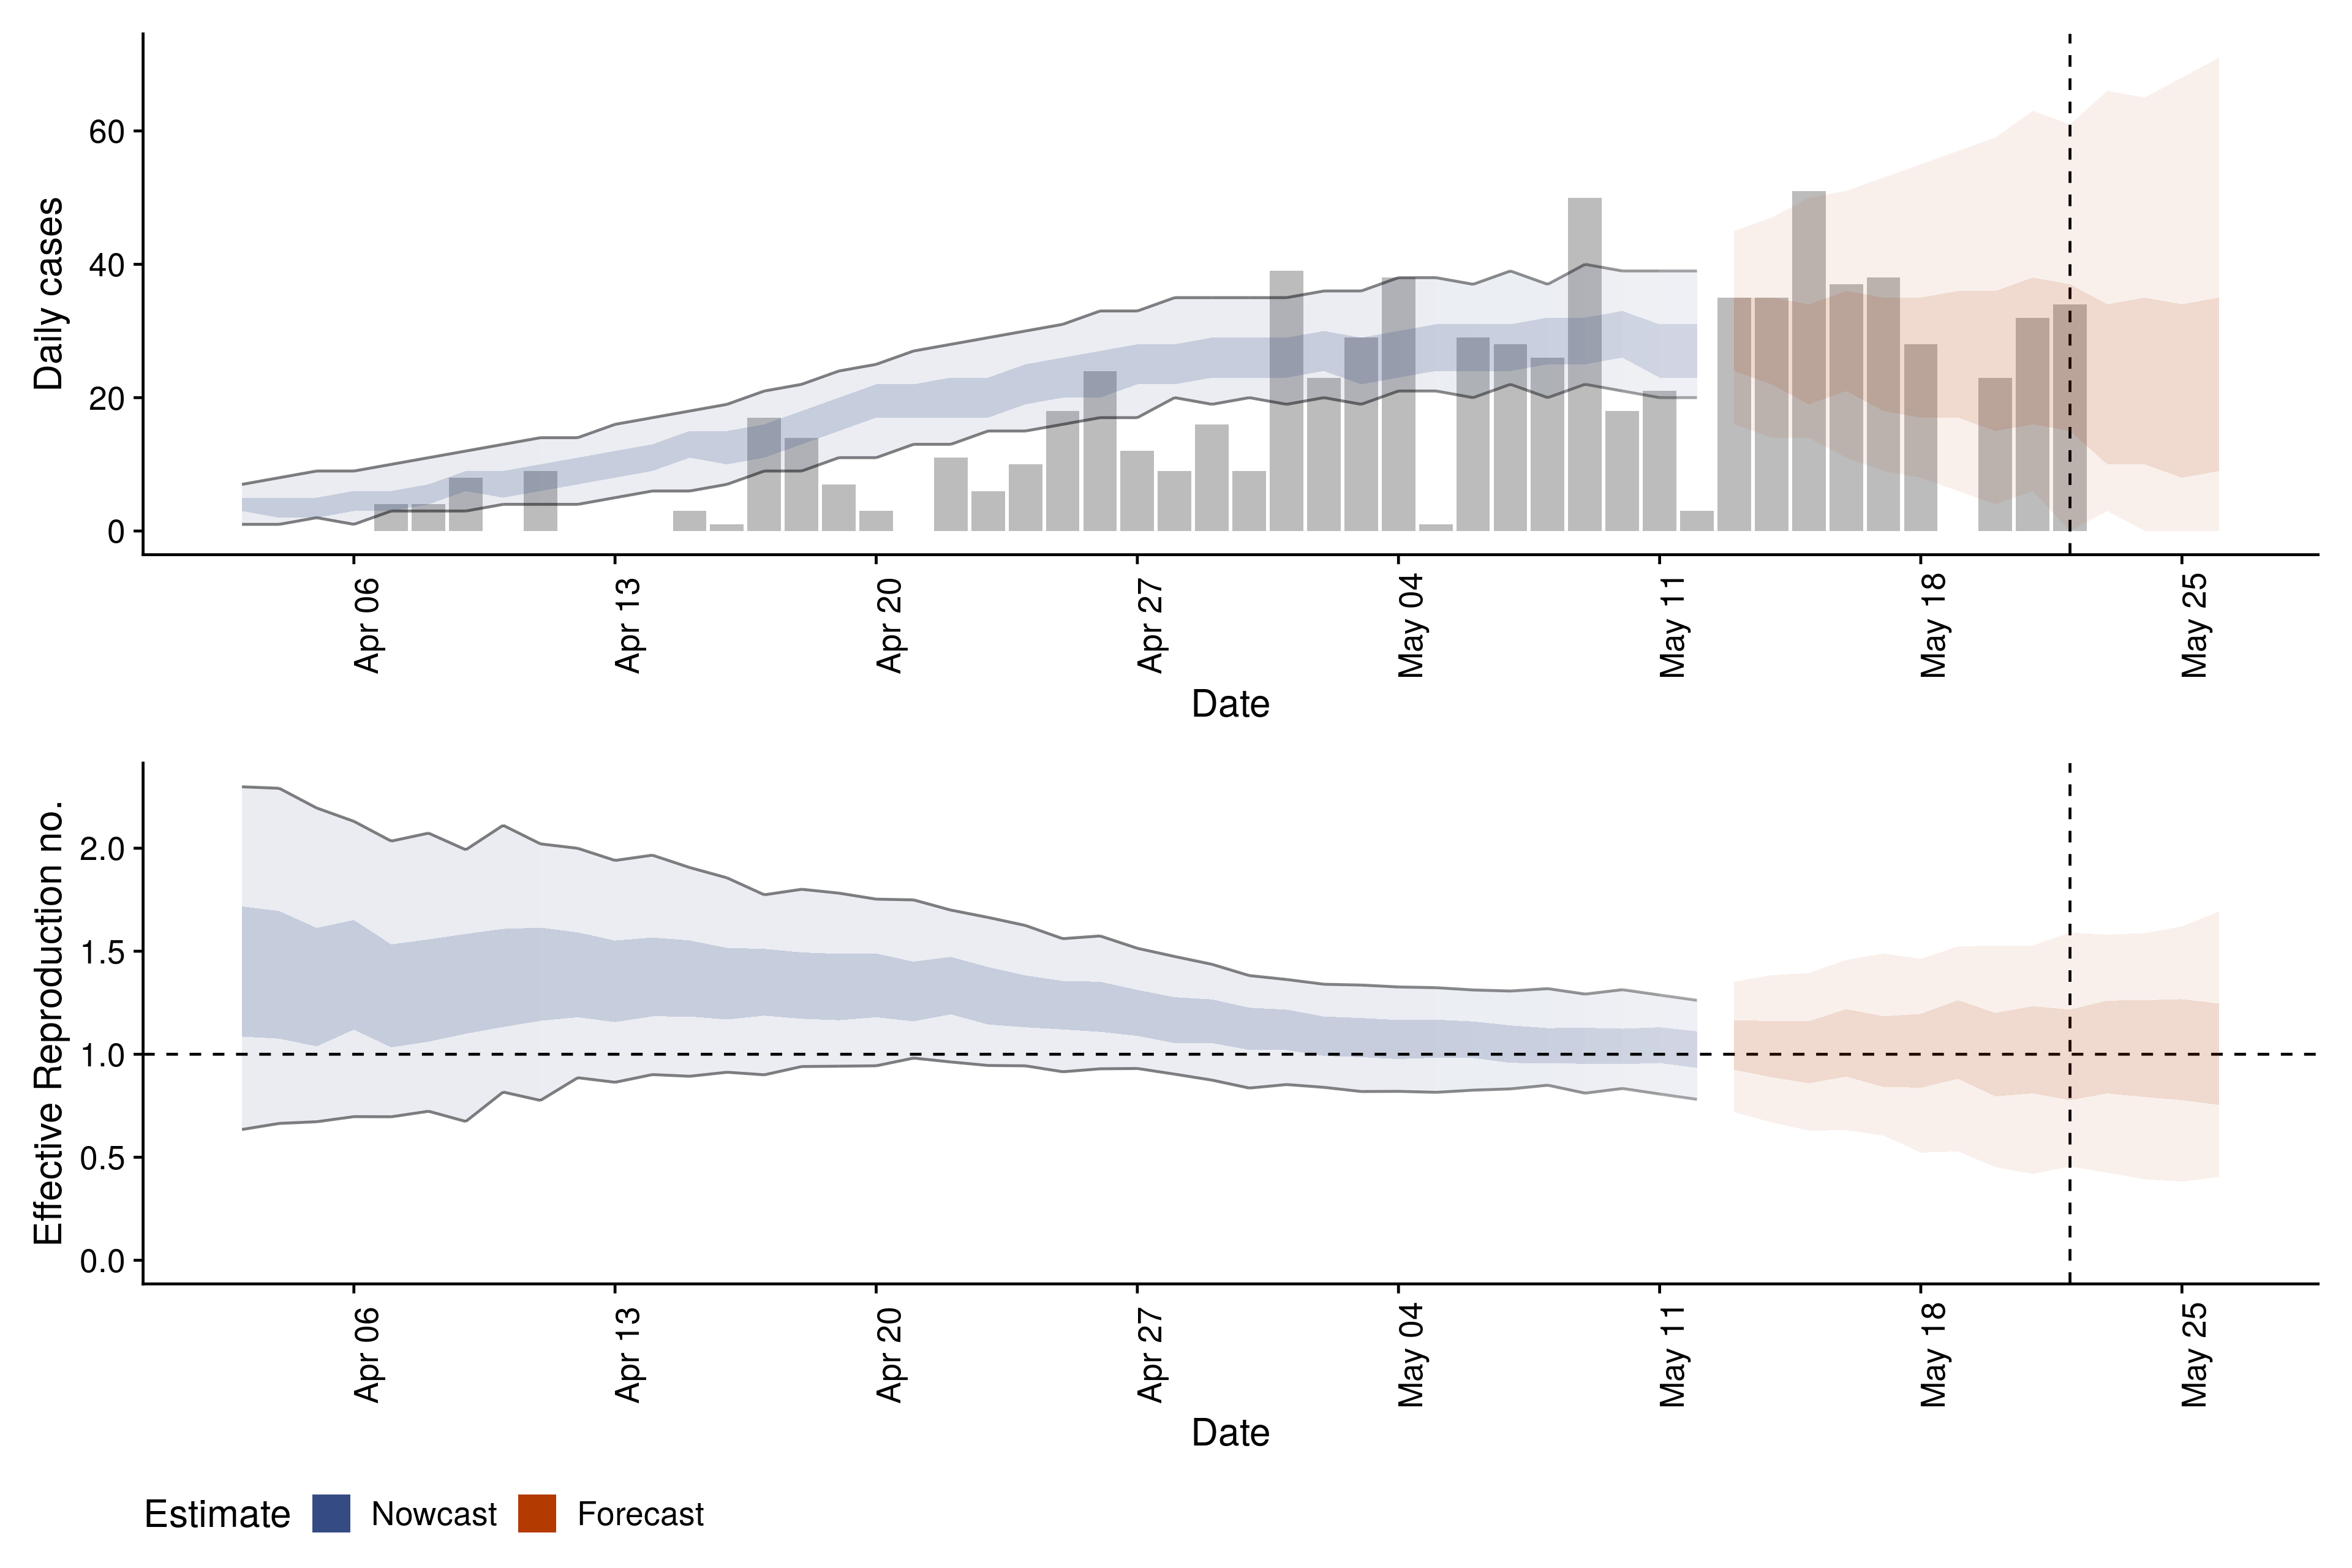 Daily cases
60
40
20
0
Apr 06
Apr 13
Apr 20
Apr 27
May 04
May 11
May 18
May 25
Date
Effective Reproduction no.
2.0
1.5
1.0
0.5
0.0
Apr 06
Apr 13
Apr 20
Apr 27
May 04
May 11
May 18
May 25
Date
Estimate Nowcast Forecast